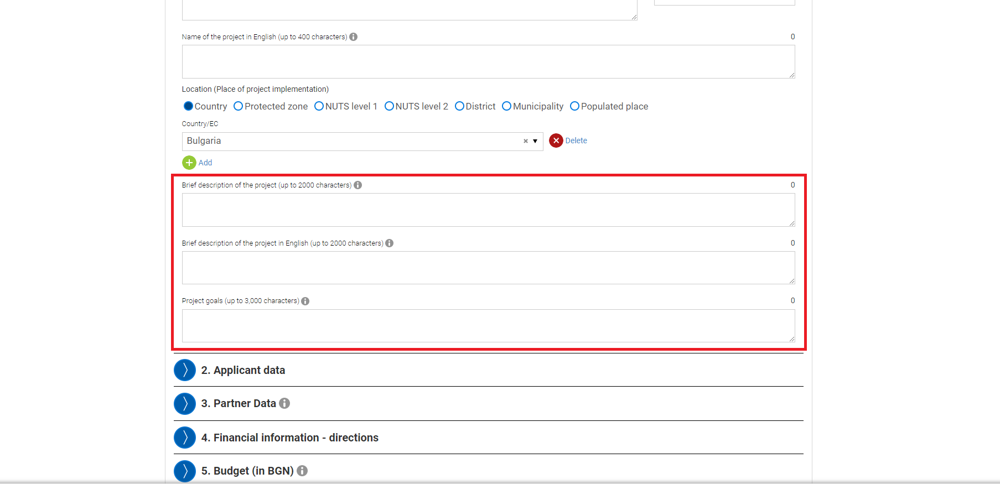 Name of the project in English (up to 400 characters) 0
Location (Place of project implementation)
Country Protected zone NUTS level 1 NUTS level 2 District Municipality Populated place
Country/EC
Bulgaria × ▼ Delete
Add
Brief description of the project (up to 2000 characters) 0
Brief description of the project in English (up to 2000 characters) 0
Project goals (up to 3,000 characters) 0
2. Applicant data
3. Partner Data
4. Financial information - directions
5. Budget (in BGN)